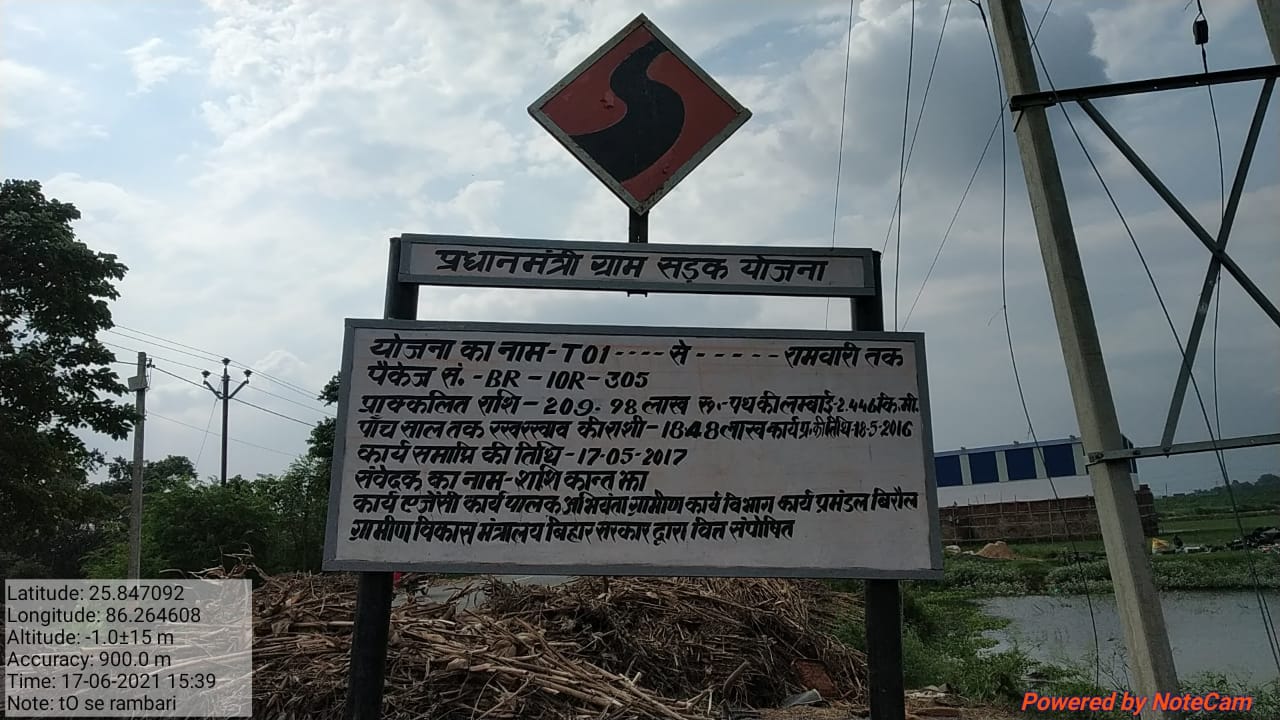 प्रधानमंत्री ग्राम सड़क योजना
योजना का नाम-T01---- से ----- रामवारी तक
पैकेज सं.-BR-10R-305
प्राक्कलित राशि-209.98 लाख रु.-पथ की लम्बाई-2.446 कि.मी.
पाँच साल तक रखरखाव की राशी-18.48 लाख कार्य प्रा. की तिथि-18-5-2016
कार्य समाप्ति की तिथि-17-05-2017
संवेदक का नाम-शशि कान्त झा
कार्य एजेंसी कार्यपालक अभियंता ग्रामीण कार्य विभाग कार्य प्रमंडल बिरौल
ग्रामीण विकास मंत्रालय बिहार सरकार द्वारा वित संपोषित
Latitude: 25.847092
Longitude: 86.264608
Altitude: -1.0±15 m
Accuracy: 900.0 m
Time: 17-06-2021 15:39
Note: tO se rambari
Powered by NoteCam